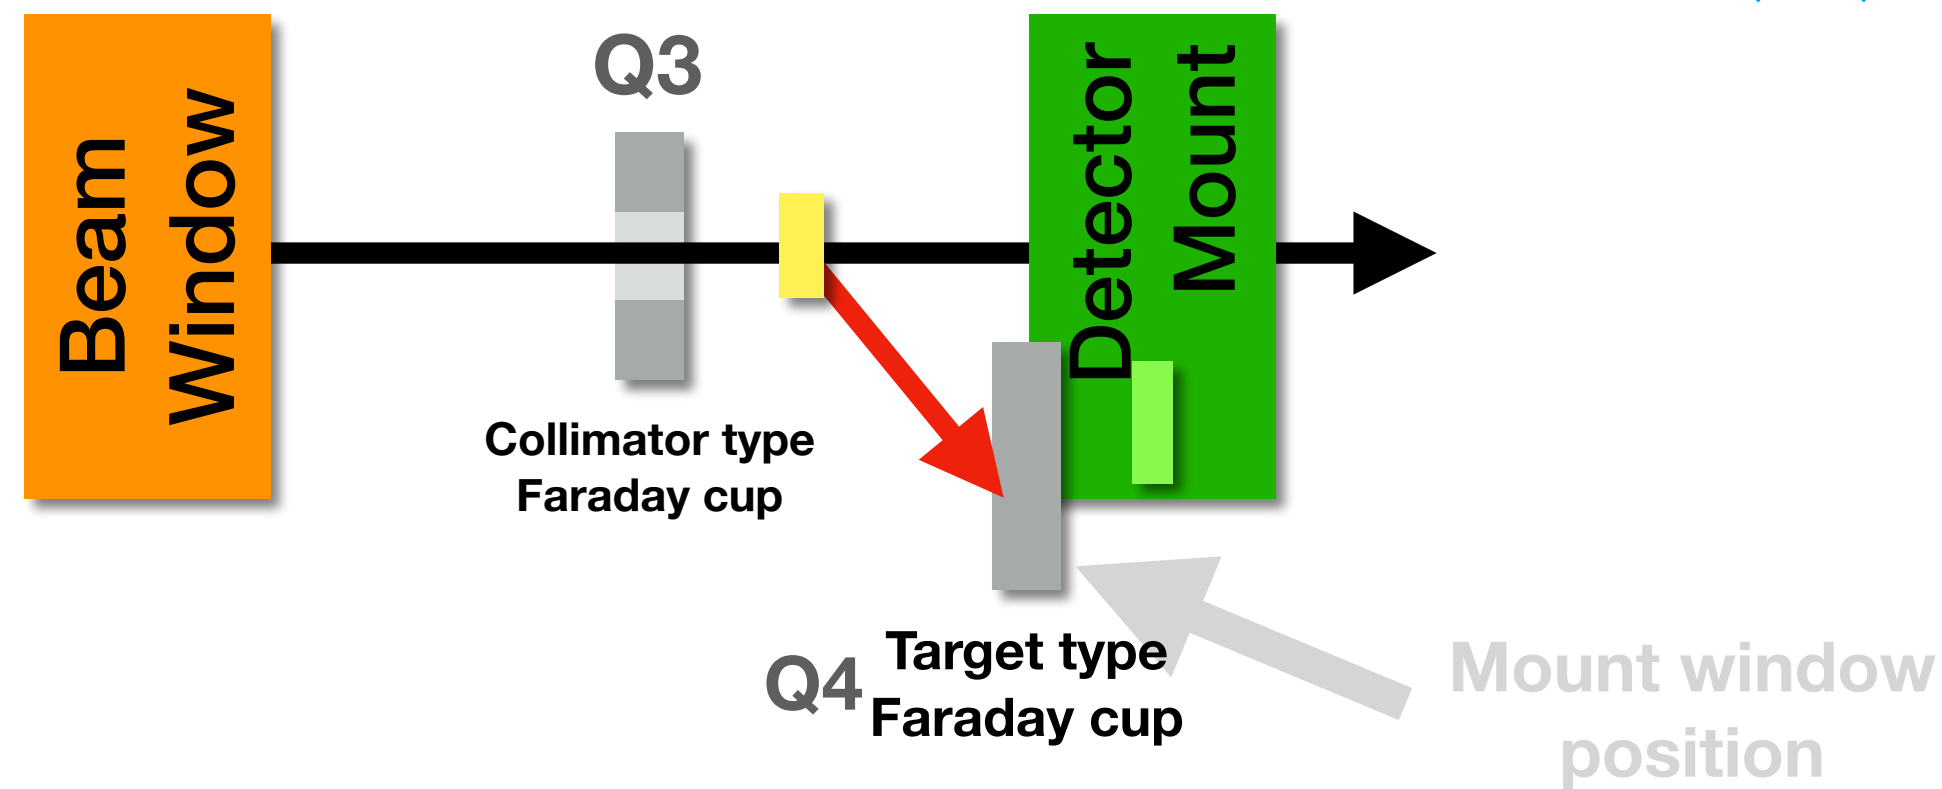 Beam
Window
Q3
Collimator type
Faraday cup
Detector
Mount
Q4
Target type
Faraday cup
Mount window
position